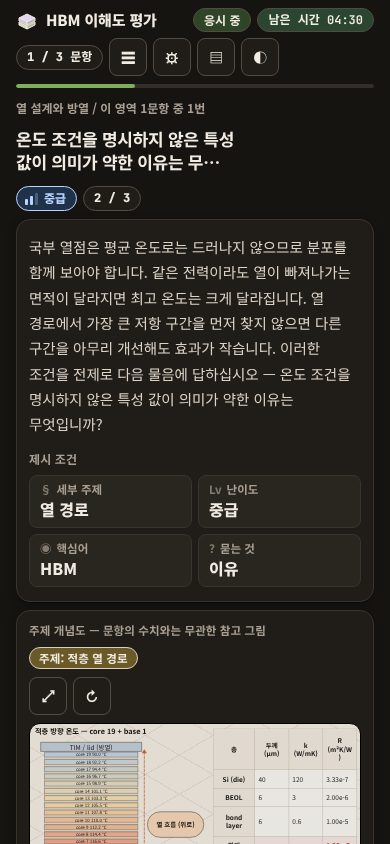 HBM 이해도 평가
응시 중
남은 시간 04:30
1 / 3 문항
열 설계와 방열 / 이 영역 1문항 중 1번
온도 조건을 명시하지 않은 특성
값이 의미가 약한 이유는 무…
중급
2 / 3
국부 열점은 평균 온도로는 드러나지 않으므로 분포를
함께 보아야 합니다. 같은 전력이라도 열이 빠져나가는
면적이 달라지면 최고 온도는 크게 달라집니다. 열
경로에서 가장 큰 저항 구간을 먼저 찾지 않으면 다른
구간을 아무리 개선해도 효과가 작습니다. 이러한
조건을 전제로 다음 물음에 답하십시오 — 온도 조건을
명시하지 않은 특성 값이 의미가 약한 이유는
무엇입니까?
제시 조건
§ 세부 주제
열 경로
Lv 난이도
중급
◉ 핵심어
HBM
? 묻는 것
이유
주제 개념도 — 문항의 수치와는 무관한 참고 그림
주제: 적층 열 경로
적층 방향 온도 — core 19 + base 1
TIM / lid (방열)
열 흐름 (위로)
층 두께 (μm) k (W/mK) R (m²K/W)
Si (die) 40 120 3.33e-7
BEOL 6 3 2.00e-6
bond layer 6 0.6 1.00e-5